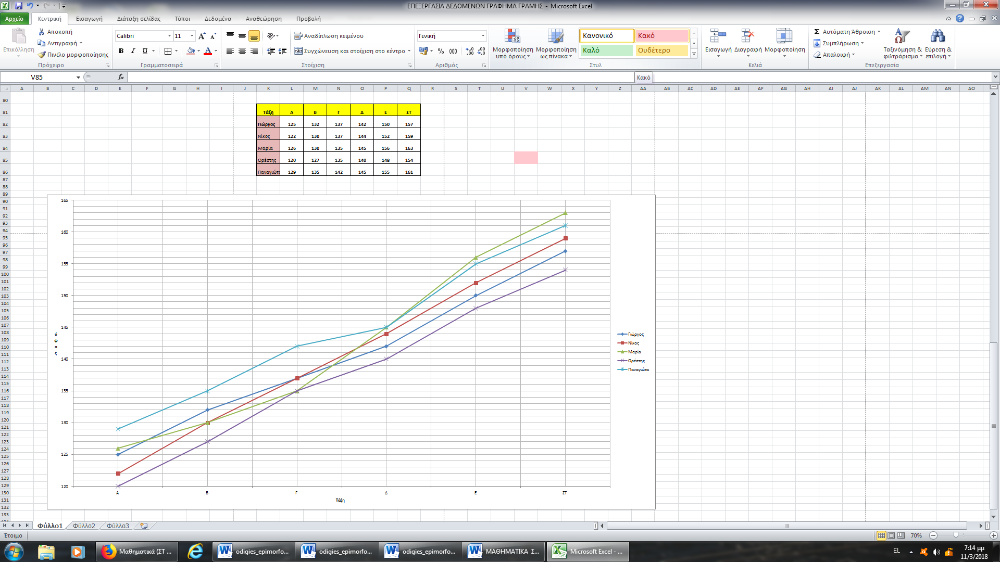 ΕΠΕΞΕΡΓΑΣΙΑ ΔΕΔΟΜΕΝΩΝ ΓΡΑΦΗΜΑ ΓΡΑΜΗΣ - Microsoft Excel
Αρχείο Κεντρική Εισαγωγή Διάταξη σελίδας Τύποι Δεδομένα Αναθεώρηση Προβολή
Επικόλληση
Αποκοπή
Αντιγραφή
Πινέλο μορφοποίησης
Πρόχειρο
Calibri 11
B I U
Γραμματοσειρά
Αναδίπλωση κειμένου
Συγχώνευση και στοίχιση στο κέντρο
Στοίχιση
Γενική
% 000
Αριθμός
Μορφοποίηση υπό όρους
Μορφοποίηση ως πίνακα
Κανονικό Κακό
Καλό Ουδέτερο
Στυλ
Εισαγωγή Διαγραφή Μορφοποίηση
Κελιά
Σ Αυτόματη Άθροιση
Συμπλήρωση
Απαλοιφή
Ταξινόμηση & φιλτράρισμα
Εύρεση & επιλογή
Επεξεργασία
V85 fx
Κακό
A B C D E F G H I J K L M N O P Q R S T U V W X Y Z AA AB AC AD AE AF AG AH AI AJ AK AL AM AN AO
80
81 Τάξη Α Β Γ Δ Ε ΣΤ
82 Γιώργος 125 132 137 142 150 157
83 Νίκος 122 130 137 144 152 159
84 Μαρία 126 130 135 145 156 163
85 Ορέστης 120 127 135 140 148 154
86 Παναγιώτα 129 135 142 145 155 161
87
88
89
90
91
92
93
94
95
96
97
98
99
100
101
102
103
104
105
106
107
108
109
110
111
112
113
114
115
116
117
118
119
120
121
122
123
124
125
126
127
128
129
130
131
132
133
165
160
155
150
145
140
135
130
125
120
ύψος
Α Β Γ Δ Ε ΣΤ
Τάξη
Γιώργος
Νίκος
Μαρία
Ορέστης
Παναγιώτα
Φύλλο1 Φύλλο2 Φύλλο3
Έτοιμο 70%
Μαθηματικά (ΣΤ ...
odigies_epimorfo...
odigies_epimorfo...
odigies_epimorfo...
ΜΑΘΗΜΑΤΙΚΑ Σ...
Microsoft Excel - ...
EL
7:14 μμ
11/3/2018